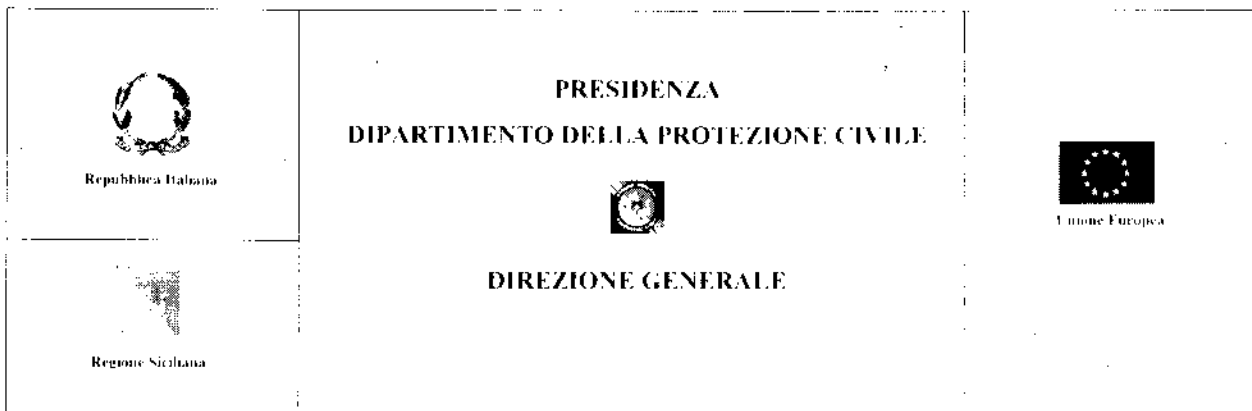 Repubblica Italiana
Regione Siciliana
PRESIDENZA
DIPARTIMENTO DELLA PROTEZIONE CIVILE
DIREZIONE GENERALE
Unione Europea